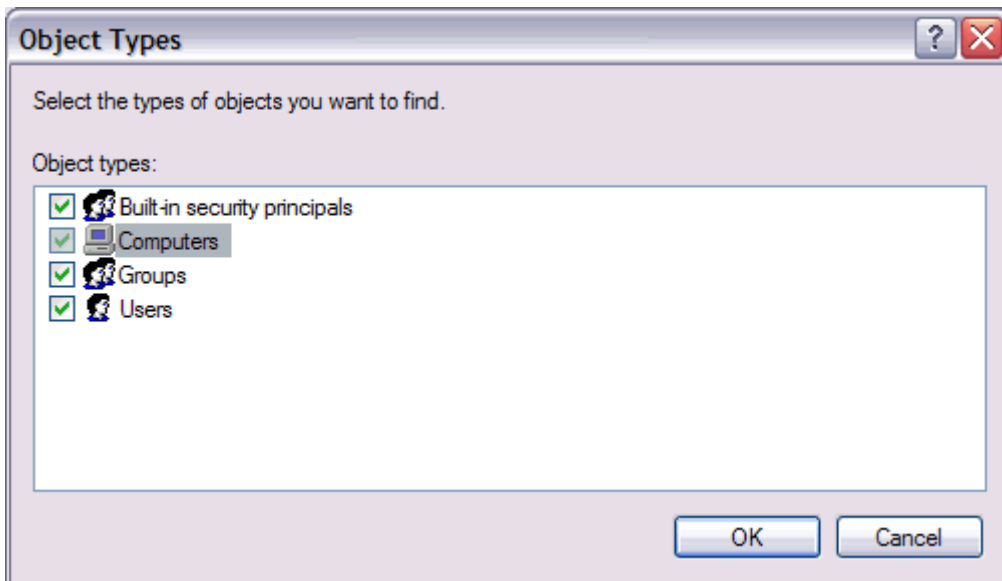 Object Types
?
Select the types of objects you want to find.
Object types:
Built-in security principals
Computers
Groups
Users
OK
Cancel